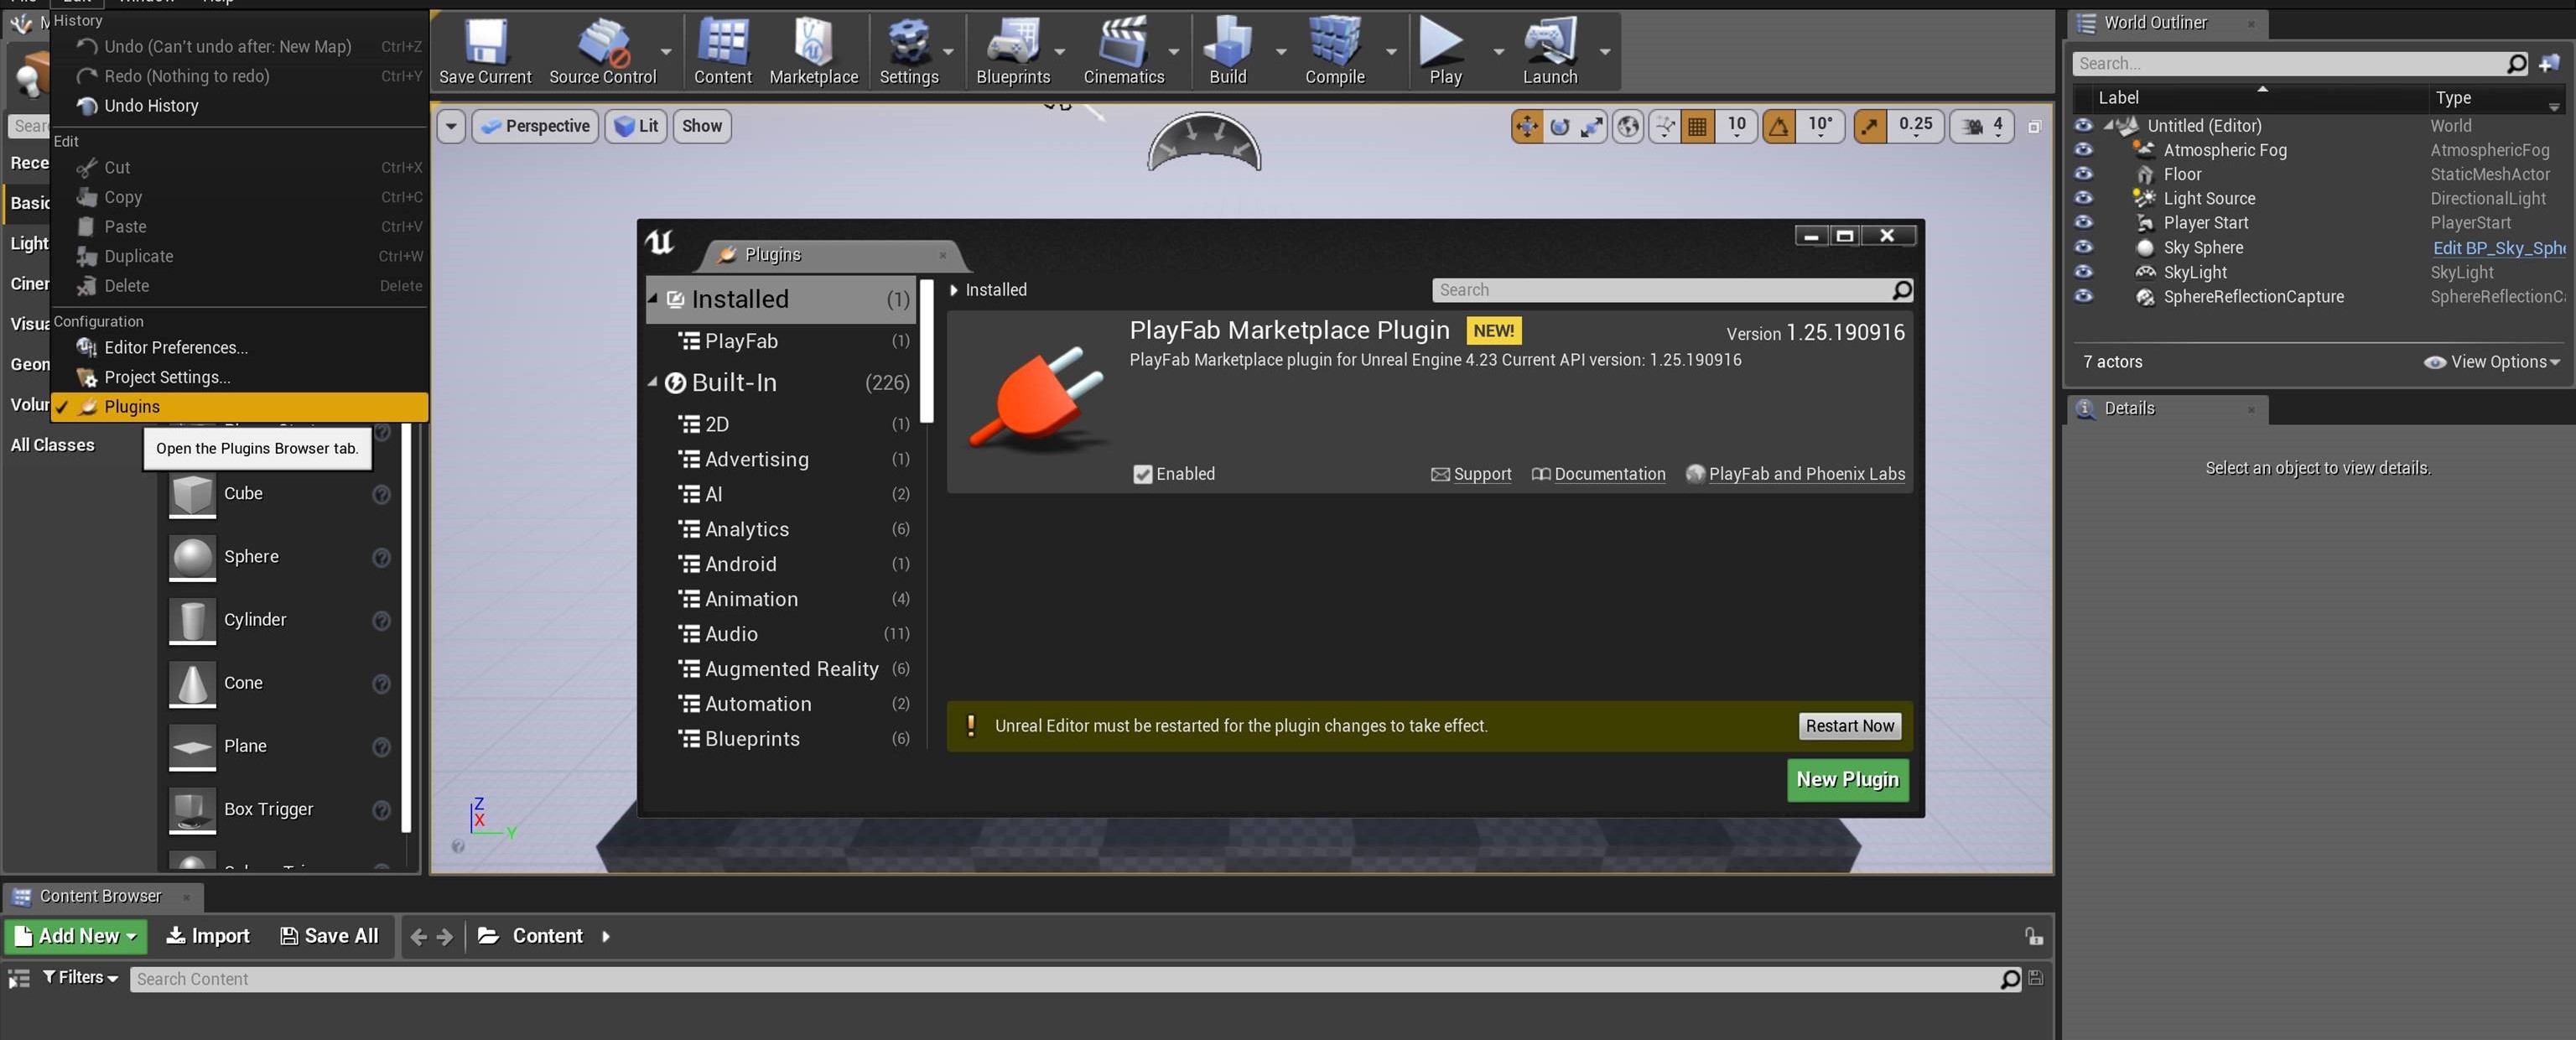 Edit Window Help
History
Undo (Can't undo after: New Map) Ctrl+Z
Redo (Nothing to redo) Ctrl+Y
Undo History
Edit
Cut Ctrl+X
Copy Ctrl+C
Paste Ctrl+V
Duplicate Ctrl+W
Delete Delete
Configuration
Editor Preferences...
Project Settings...
Plugins
Open the Plugins Browser tab.
Sear
Rece
Basic
Light
Ciner
Visua
Geon
Volur
All Classes
Cube
Sphere
Cylinder
Cone
Plane
Box Trigger
Save Current Source Control Content Marketplace Settings Blueprints Cinematics Build Compile Play Launch
Perspective Lit Show 10 10° 0.25 4
Plugins
Installed (1)
PlayFab (1)
Built-In (226)
2D (1)
Advertising (1)
AI (2)
Analytics (6)
Android (1)
Animation (4)
Audio (11)
Augmented Reality (6)
Automation (2)
Blueprints (6)
Installed Search
PlayFab Marketplace Plugin NEW! Version 1.25.190916
PlayFab Marketplace plugin for Unreal Engine 4.23 Current API version: 1.25.190916
Enabled Support Documentation PlayFab and Phoenix Labs
Unreal Editor must be restarted for the plugin changes to take effect. Restart Now
New Plugin
Z
X
Y
World Outliner
Search...
Label Type
Untitled (Editor) World
Atmospheric Fog AtmosphericFog
Floor StaticMeshActor
Light Source DirectionalLight
Player Start PlayerStart
Sky Sphere Edit BP_Sky_Sphe
SkyLight SkyLight
SphereReflectionCapture SphereReflectionC
7 actors View Options
Details
Select an object to view details.
Content Browser
Add New Import Save All Content
Filters Search Content